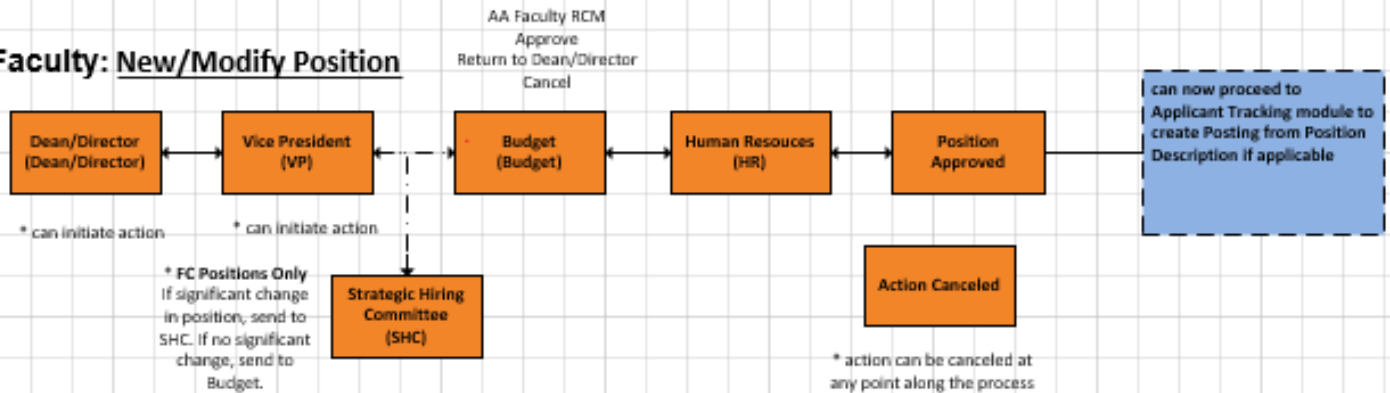 AA Faculty RCM
Approve
Return to Dean/Director
Cancel
Faculty: New/Modify Position
Dean/Director
(Dean/Director)
Vice President
(VP)
Budget
(Budget)
Human Resouces
(HR)
Position
Approved
can now proceed to
Applicant Tracking module to
create Posting from Position
Description if applicable
* can initiate action
* can initiate action
* FC Positions Only
If significant change
in position, send to
SHC. If no significant
change, send to
Budget.
Strategic Hiring
Committee
(SHC)
Action Canceled
* action can be canceled at
any point along the process